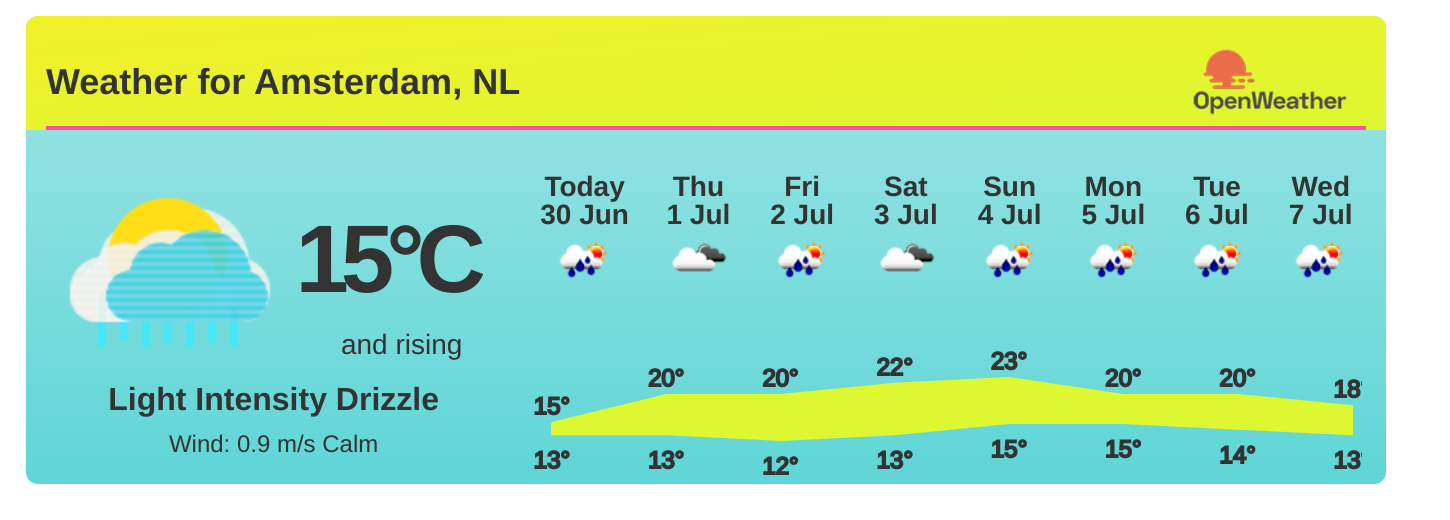 Weather for Amsterdam, NL
OpenWeather
Today Thu Fri Sat Sun Mon Tue Wed
30 Jun 1 Jul 2 Jul 3 Jul 4 Jul 5 Jul 6 Jul 7 Jul
15°C
and rising
Light Intensity Drizzle
Wind: 0.9 m/s Calm
15° 20° 20° 22° 23° 20° 20° 18°
13° 13° 12° 13° 15° 15° 14° 13°